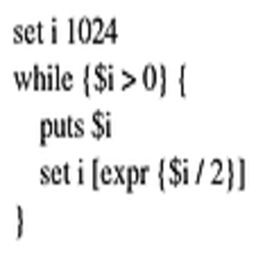 set i 1024
while {$i > 0} {
    puts $i
    set i [expr {$i / 2}]
}